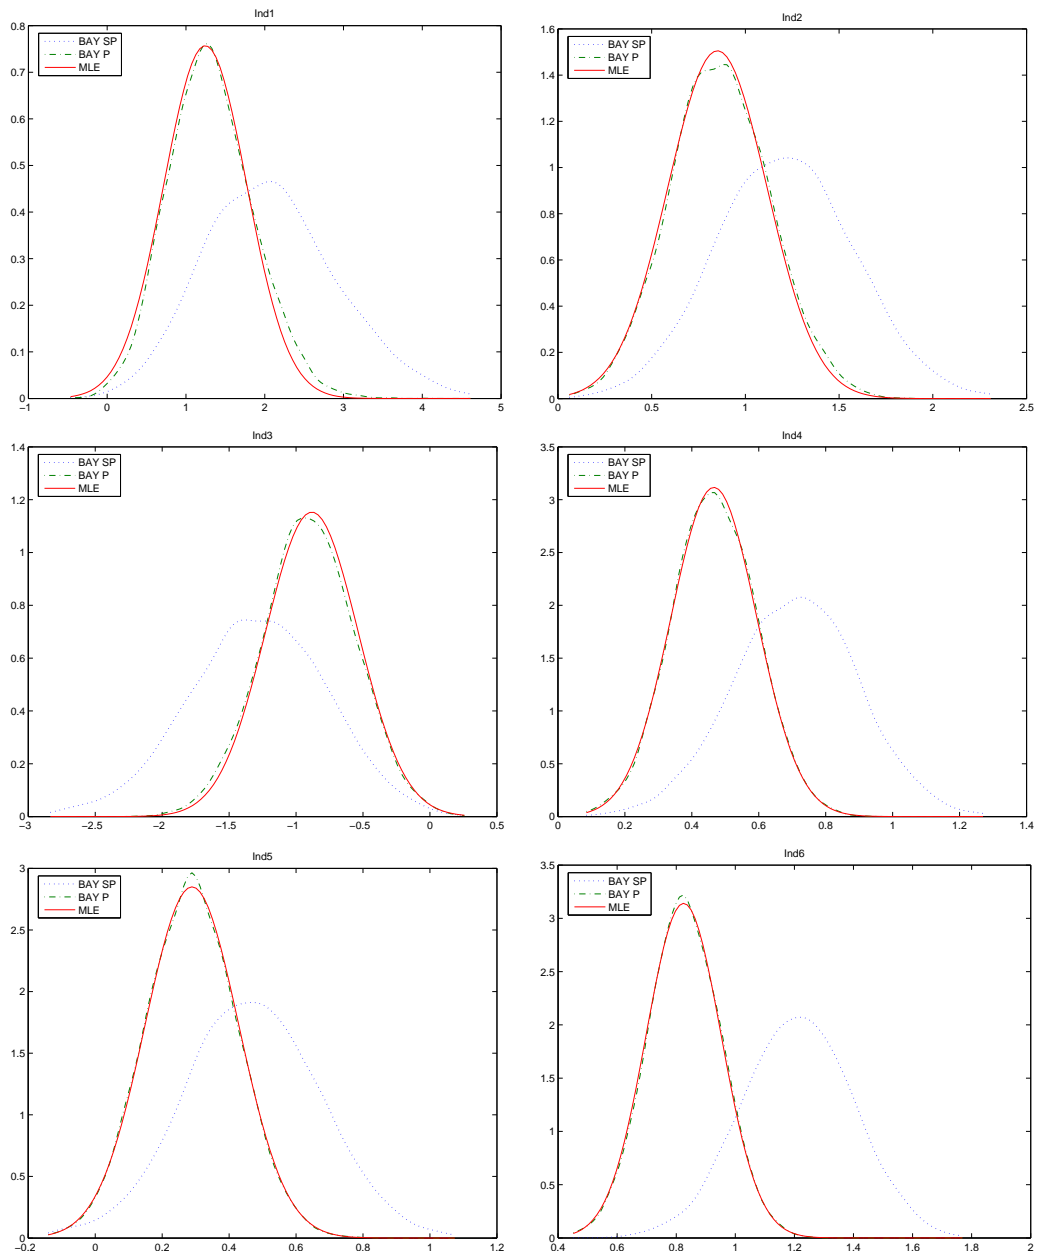 Ind1
BAY SP
BAY P
MLE
0.8
0.7
0.6
0.5
0.4
0.3
0.2
0.1
0
−1 0 1 2 3 4 5
Ind2
BAY SP
BAY P
MLE
1.6
1.4
1.2
1
0.8
0.6
0.4
0.2
0
0 0.5 1 1.5 2 2.5
Ind3
BAY SP
BAY P
MLE
1.4
1.2
1
0.8
0.6
0.4
0.2
0
−3 −2.5 −2 −1.5 −1 −0.5 0 0.5
Ind4
BAY SP
BAY P
MLE
3.5
3
2.5
2
1.5
1
0.5
0
0 0.2 0.4 0.6 0.8 1 1.2 1.4
Ind5
BAY SP
BAY P
MLE
3
2.5
2
1.5
1
0.5
0
−0.2 0 0.2 0.4 0.6 0.8 1 1.2
Ind6
BAY SP
BAY P
MLE
3.5
3
2.5
2
1.5
1
0.5
0
0.4 0.6 0.8 1 1.2 1.4 1.6 1.8 2